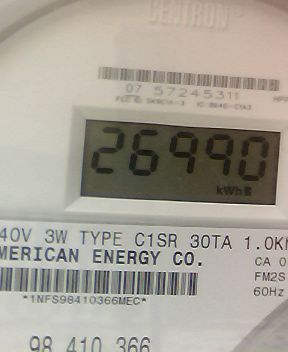 CENTRON®
07 57245311
26990
kWh
40V 3W TYPE C1SR 30TA 1.0K
MERICAN ENERGY CO.
CA 0
FM2S
*1NFS98410366MEC*
60Hz
98 410 366